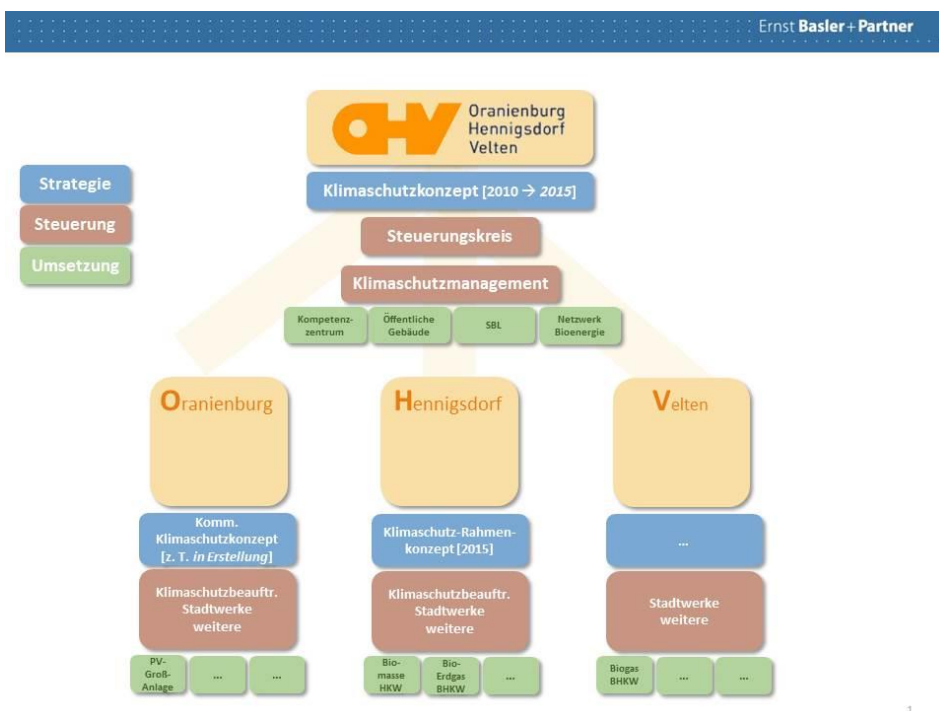 Ernst Basler + Partner
OHV
Oranienburg
Hennigsdorf
Velten
Strategie
Steuerung
Umsetzung
Klimaschutzkonzept [2010 → 2015]
Steuerungskreis
Klimaschutzmanagement
Kompetenz-
zentrum
Öffentliche
Gebäude
SBL
Netzwerk
Bioenergie
Oranienburg
Hennigsdorf
Velten
Komm.
Klimaschutzkonzept
[z. T. in Erstellung]
Klimaschutz-Rahmen-
konzept [2015]
...
Klimaschutzbeauftr.
Stadtwerke
weitere
Klimaschutzbeauftr.
Stadtwerke
weitere
Stadtwerke
weitere
PV-
Groß-
Anlage
...
...
Bio-
masse
HKW
Bio-
Erdgas
BHKW
...
Biogas
BHKW
...
...
1